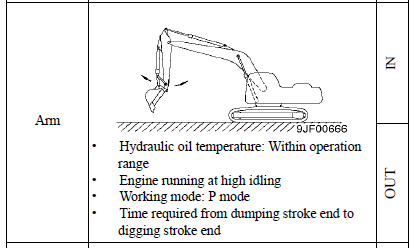 Arm
9JF00666
• Hydraulic oil temperature: Within operation
range
• Engine running at high idling
• Working mode: P mode
• Time required from dumping stroke end to
digging stroke end
IN
OUT